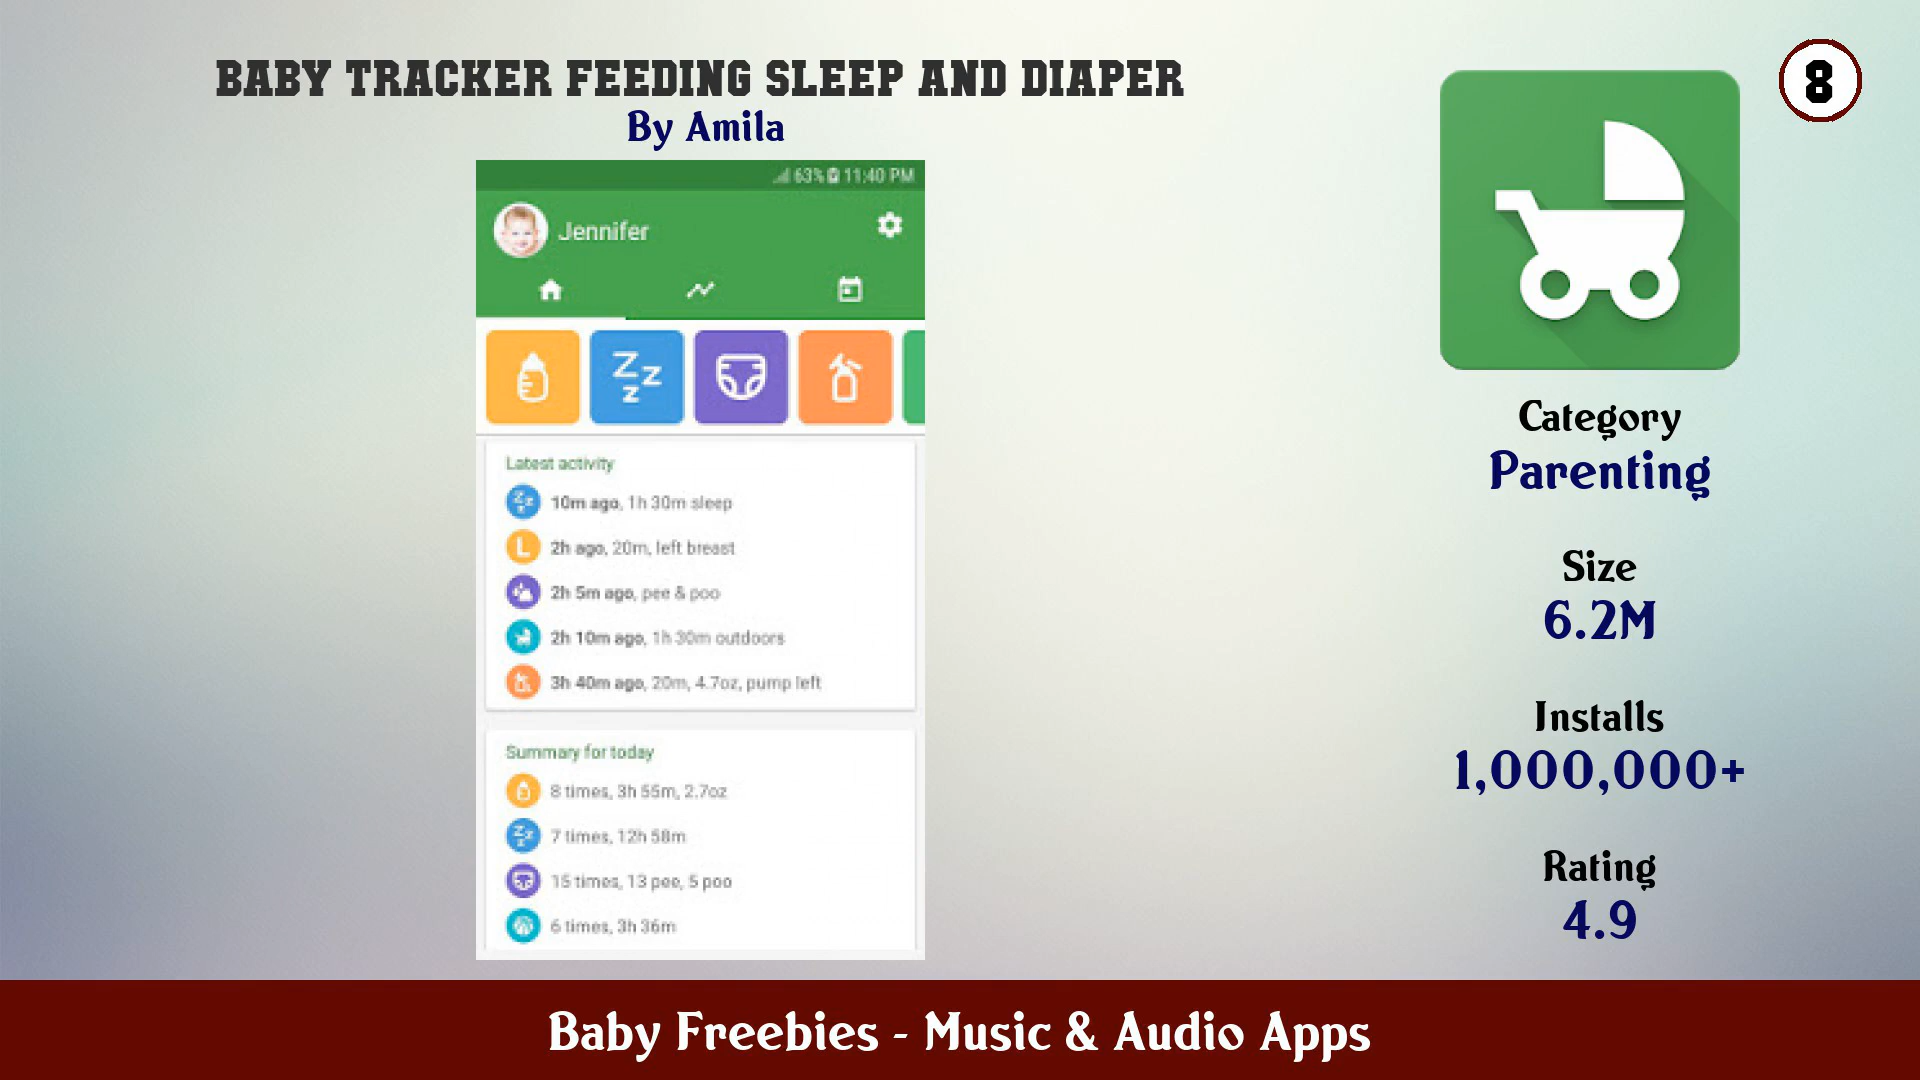 BABY TRACKER FEEDING SLEEP AND DIAPER
By Amila
8
63% 11:40 PM
Jennifer
Latest activity
10m ago, 1h 30m sleep
L 2h ago, 20m, left breast
2h 5m ago, pee & poo
2h 10m ago, 1h 30m outdoors
3h 40m ago, 20m, 4.7oz, pump left
Summary for today
8 times, 3h 55m, 2.7oz
7 times, 12h 58m
15 times, 13 pee, 5 poo
6 times, 3h 36m
Category
Parenting
Size
6.2M
Installs
1,000,000+
Rating
4.9
Baby Freebies - Music & Audio Apps